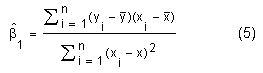 β̂₁ = ∑ⁿᵢ₌₁(yᵢ – y̅)(xᵢ – x̅) / ∑ⁿᵢ₌₁(xᵢ – x)² (5)